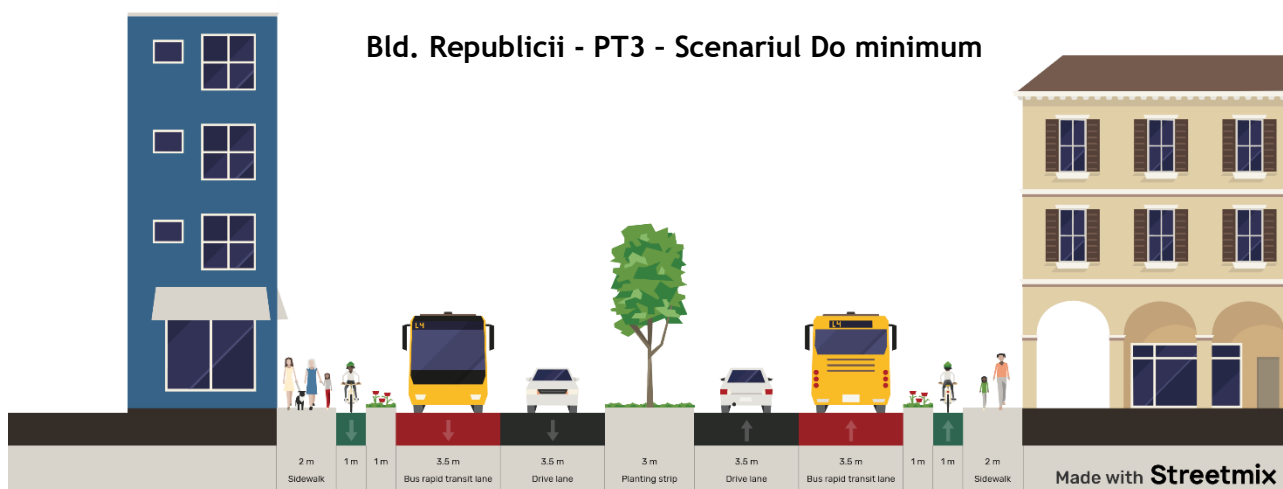 Bld. Republicii - PT3 - Scenariul Do minimum
L4
L4
2 m
Sidewalk
1 m
1 m
3.5 m
Bus rapid transit lane
3.5 m
Drive lane
3 m
Planting strip
3.5 m
Drive lane
3.5 m
Bus rapid transit lane
1 m
1 m
2 m
Sidewalk
Made with Streetmix